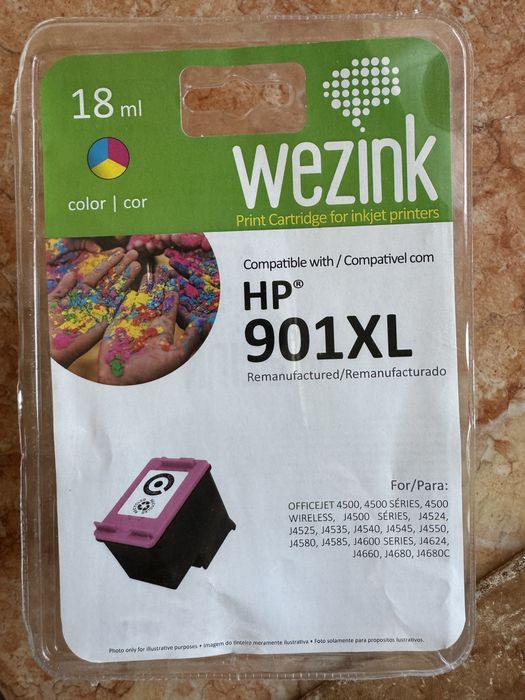 18 ml
color | cor
wezink
Print Cartridge for inkjet printers
Compatible with / Compativel com
HP®
901XL
Remanufactured/Remanufacturado
For/Para:
OFFICEJET 4500, 4500 SÉRIES, 4500
WIRELESS, J4500 SÉRIES, J4524,
J4525, J4535, J4540, J4545, J4550,
J4580, J4585, J4600 SERIES, J4624,
J4660, J4680, J4680C
Photo only for illustrative purposes • Imagem do tinteiro meramente ilustrativa • Foto solamente para propositos ilustrativos.